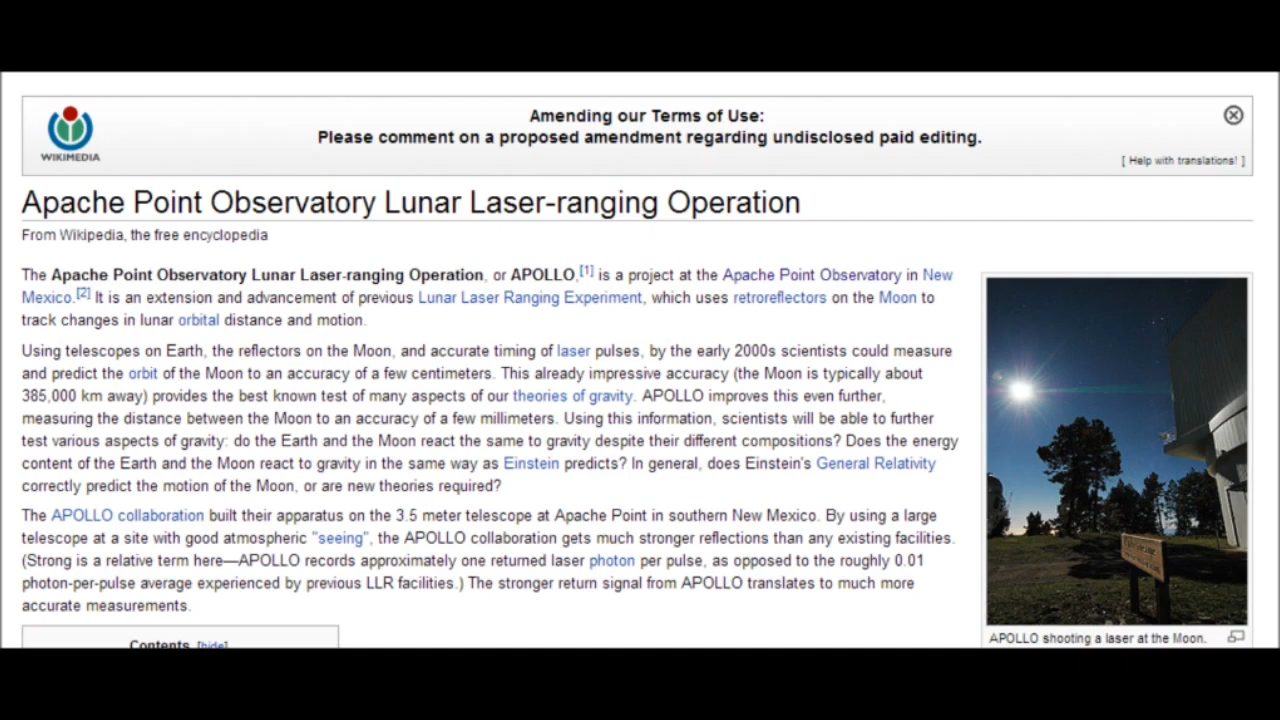 Amending our Terms of Use:
Please comment on a proposed amendment regarding undisclosed paid editing.
WIKIMEDIA
[ Help with translations! ]
Apache Point Observatory Lunar Laser-ranging Operation
From Wikipedia, the free encyclopedia
The Apache Point Observatory Lunar Laser-ranging Operation, or APOLLO,[1] is a project at the Apache Point Observatory in New
Mexico.[2] It is an extension and advancement of previous Lunar Laser Ranging Experiment, which uses retroreflectors on the Moon to
track changes in lunar orbital distance and motion.
Using telescopes on Earth, the reflectors on the Moon, and accurate timing of laser pulses, by the early 2000s scientists could measure
and predict the orbit of the Moon to an accuracy of a few centimeters. This already impressive accuracy (the Moon is typically about
385,000 km away) provides the best known test of many aspects of our theories of gravity. APOLLO improves this even further,
measuring the distance between the Moon to an accuracy of a few millimeters. Using this information, scientists will be able to further
test various aspects of gravity: do the Earth and the Moon react the same to gravity despite their different compositions? Does the energy
content of the Earth and the Moon react to gravity in the same way as Einstein predicts? In general, does Einstein's General Relativity
correctly predict the motion of the Moon, or are new theories required?
The APOLLO collaboration built their apparatus on the 3.5 meter telescope at Apache Point in southern New Mexico. By using a large
telescope at a site with good atmospheric "seeing", the APOLLO collaboration gets much stronger reflections than any existing facilities.
(Strong is a relative term here—APOLLO records approximately one returned laser photon per pulse, as opposed to the roughly 0.01
photon-per-pulse average experienced by previous LLR facilities.) The stronger return signal from APOLLO translates to much more
accurate measurements.
Contents [hide]
APOLLO shooting a laser at the Moon.